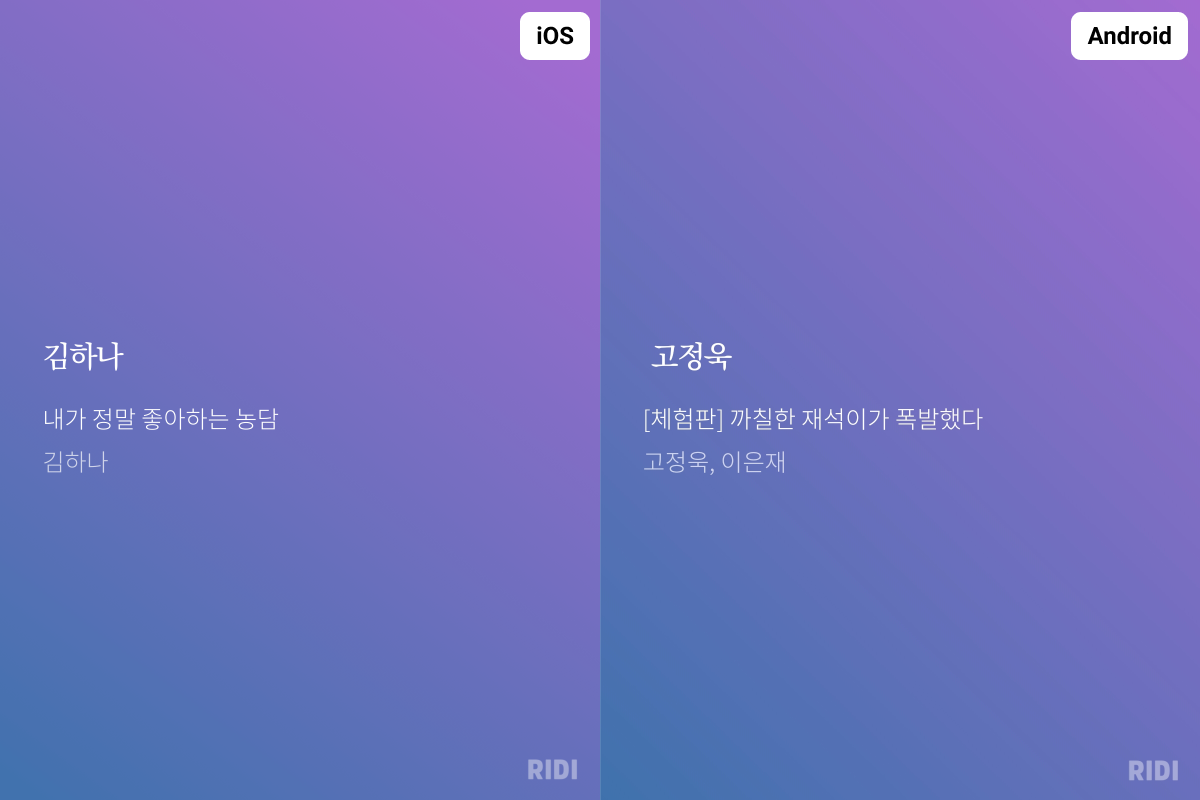 iOS
김하나
내가 정말 좋아하는 농담
김하나
RIDI
Android
고정욱
[체험판] 까칠한 재석이가 폭발했다
고정욱, 이은재
RIDI